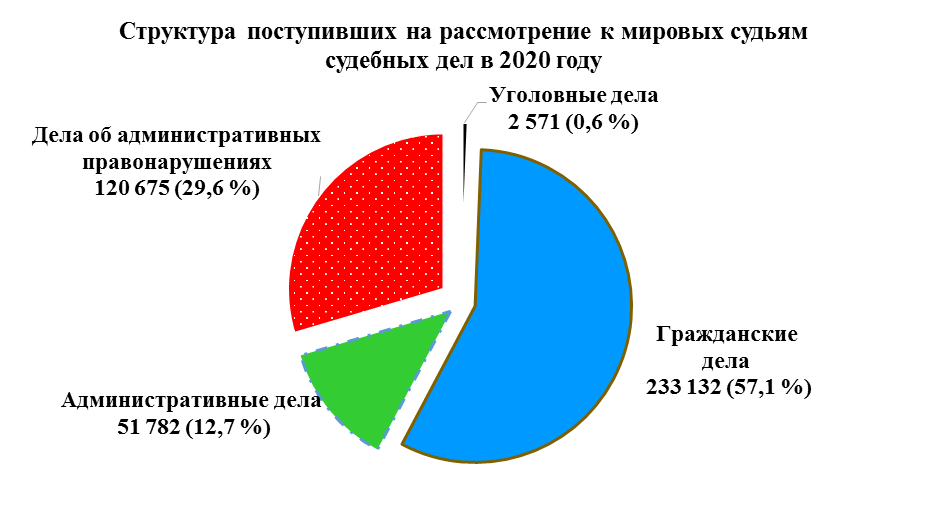 Структура поступивших на рассмотрение к мировых судьям
судебных дел в 2020 году
Уголовные дела
2 571 (0,6 %)
Дела об административных
правонарушениях
120 675 (29,6 %)
Гражданские
дела
233 132 (57,1 %)
Административные дела
51 782 (12,7 %)